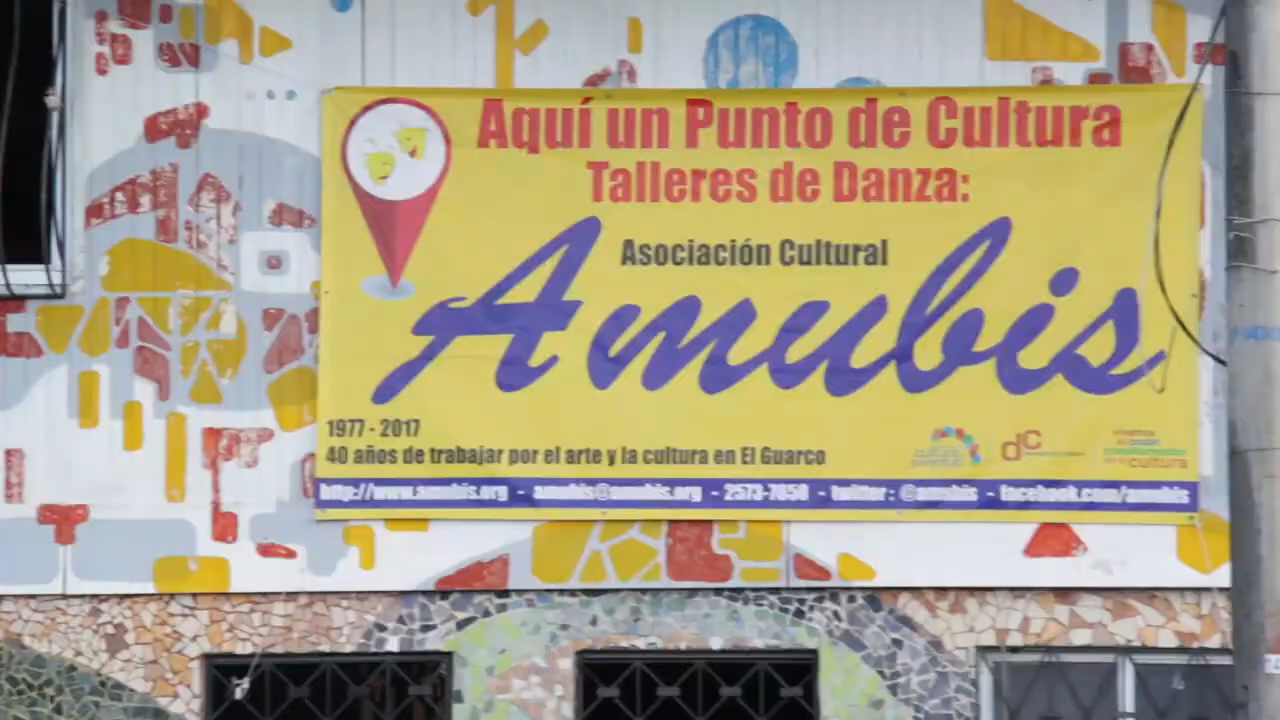 Aquí un Punto de Cultura
Talleres de Danza:
Asociación Cultural
Amubis
1977 - 2017
40 años de trabajar por el arte y la cultura en El Guarco
dc
http://www.amubis.org - amubis@amubis.org - 2573-7050 - twitter : @amubis - facebook.com/amubis